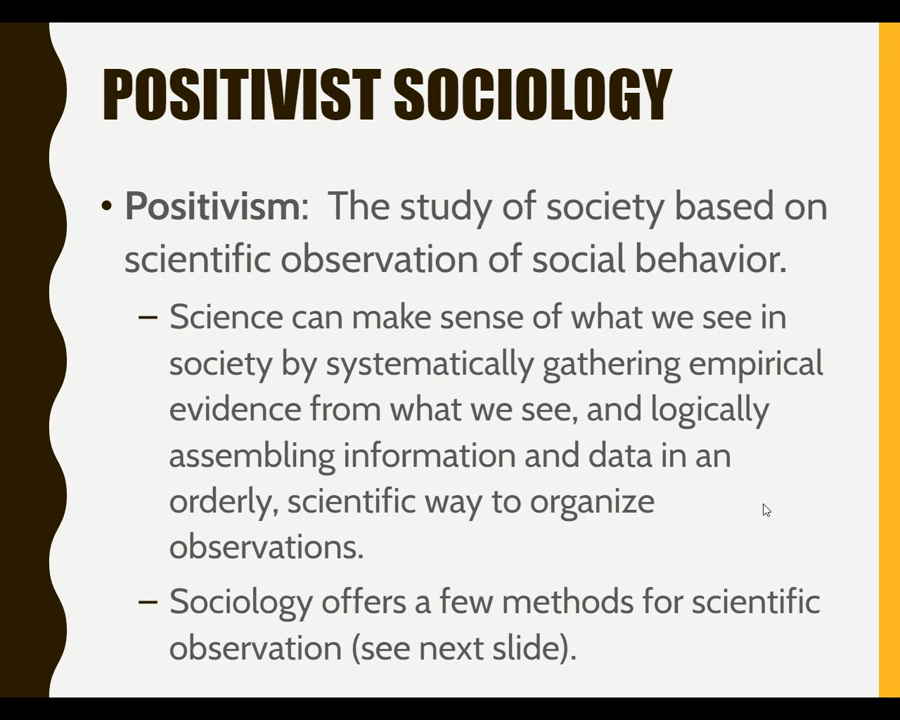 POSITIVIST SOCIOLOGY
• Positivism:  The study of society based on
scientific observation of social behavior.
– Science can make sense of what we see in
society by systematically gathering empirical
evidence from what we see, and logically
assembling information and data in an
orderly, scientific way to organize
observations.
– Sociology offers a few methods for scientific
observation (see next slide).